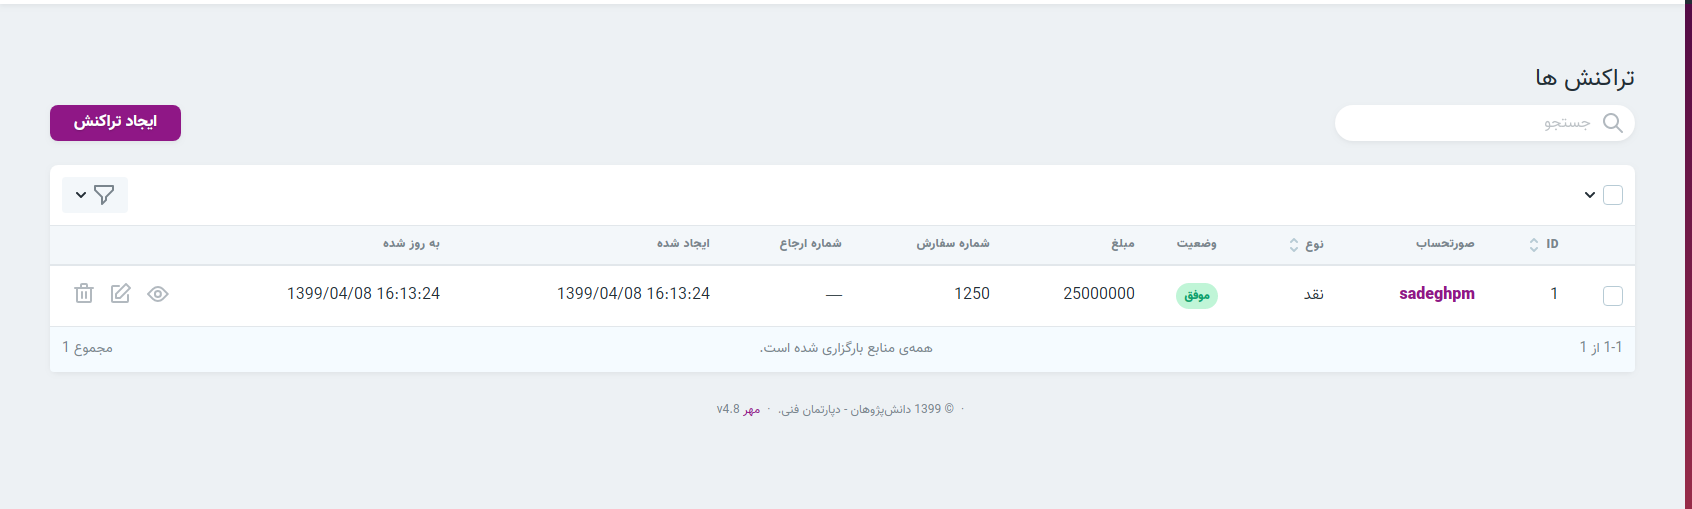 تراکنش ها
جستجو
ایجاد تراکنش
ID صورتحساب نوع وضعیت مبلغ شماره سفارش شماره ارجاع ایجاد شده به روز شده
1 sadeghpm نقد موفق 25000000 1250 — 1399/04/08 16:13:24 1399/04/08 16:13:24
1-1 از 1 همه‌ی منابع بارگزاری شده است. مجموع 1
· © 1399 دانش‌پژوهان - دپارتمان فنی. · مهر v4.8